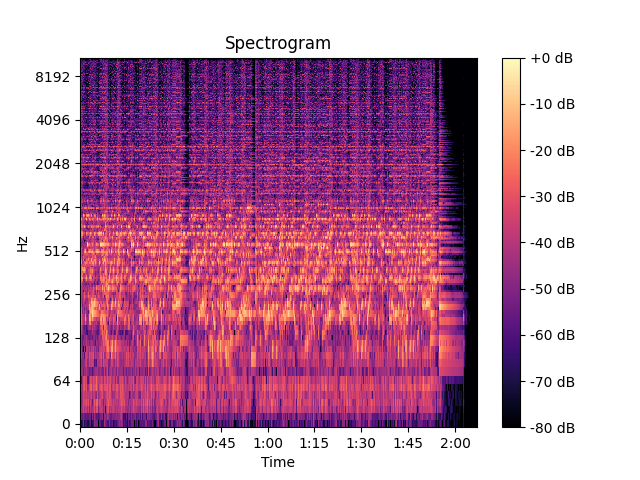 Spectrogram
Hz
8192
4096
2048
1024
512
256
128
64
0
0:00 0:15 0:30 0:45 1:00 1:15 1:30 1:45 2:00
Time
+0 dB
-10 dB
-20 dB
-30 dB
-40 dB
-50 dB
-60 dB
-70 dB
-80 dB